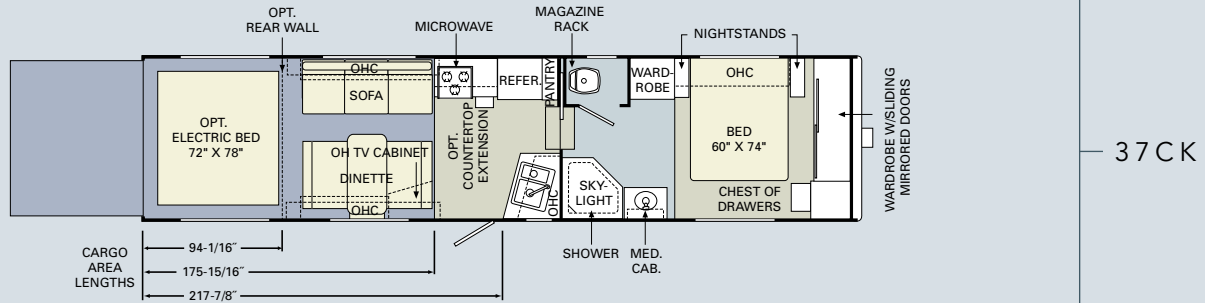 OPT.
REAR WALL
MICROWAVE
MAGAZINE
RACK
NIGHTSTANDS
OPT.
ELECTRIC BED
72" X 78"
OHC
SOFA
OH TV CABINET
DINETTE
OHC
OPT.
COUNTERTOP
EXTENSION
REFER.
PANTRY
OHC
WARD-
ROBE
SKY-
LIGHT
OHC
BED
60" X 74"
CHEST OF
DRAWERS
WARDROBE W/SLIDING
MIRRORED DOORS
SHOWER
MED.
CAB.
CARGO
AREA
LENGTHS
94-1/16˝
175-15/16˝
217-7/8˝
37CK